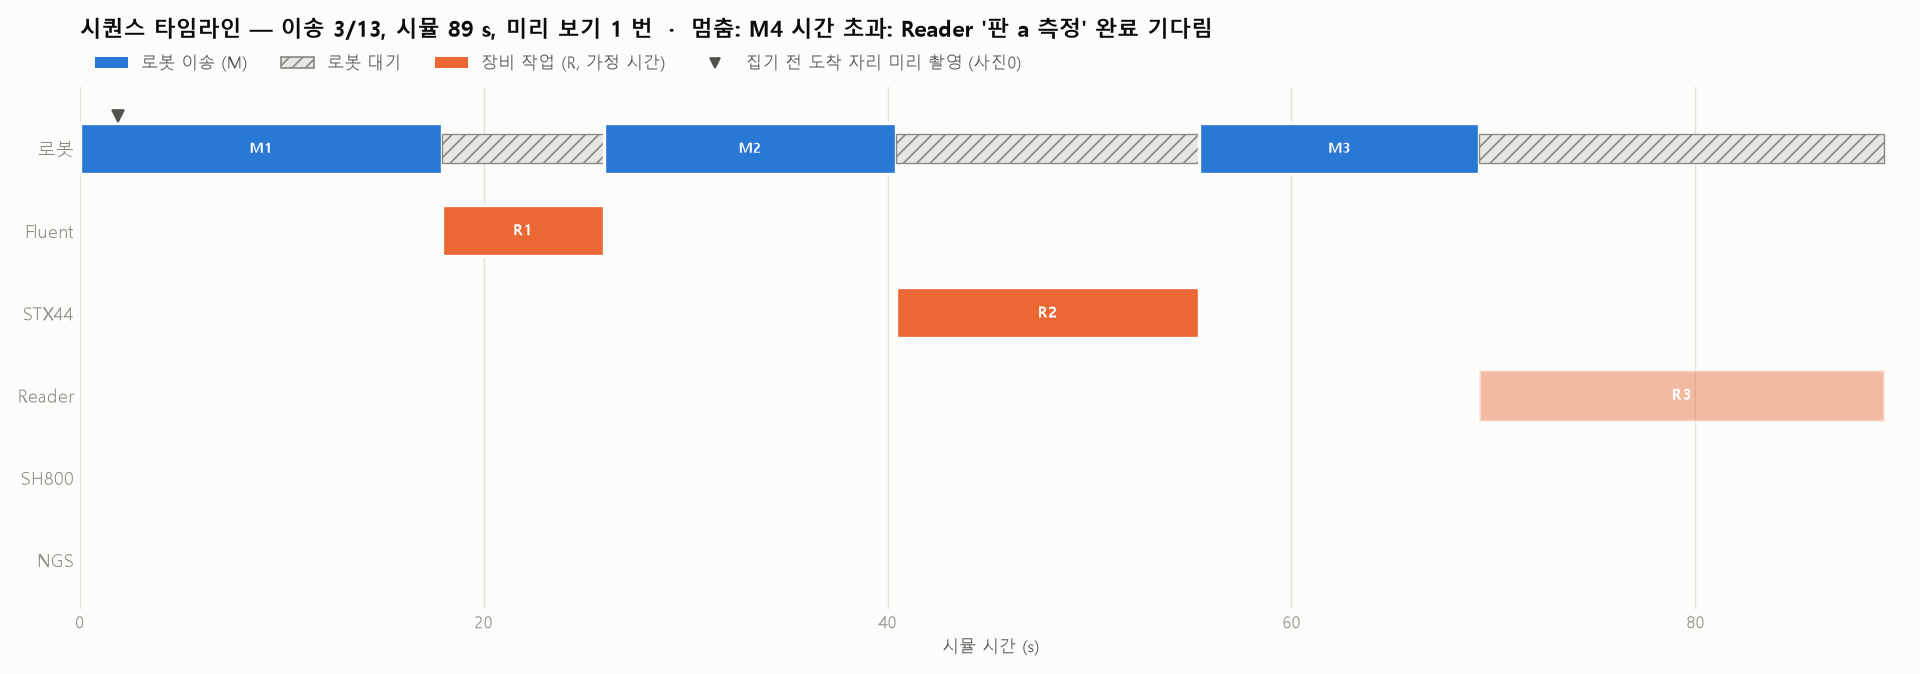 시퀀스 타임라인 — 이송 3/13, 시뮬 89 s, 미리 보기 1 번 · 멈춤: M4 시간 초과: Reader '판 a 측정' 완료 기다림
로봇 이송 (M) 로봇 대기 장비 작업 (R, 가정 시간) 집기 전 도착 자리 미리 촬영 (사진0)
로봇 M1 M2 M3
Fluent R1
STX44 R2
Reader R3
SH800
NGS
0 20 40 60 80
시뮬 시간 (s)